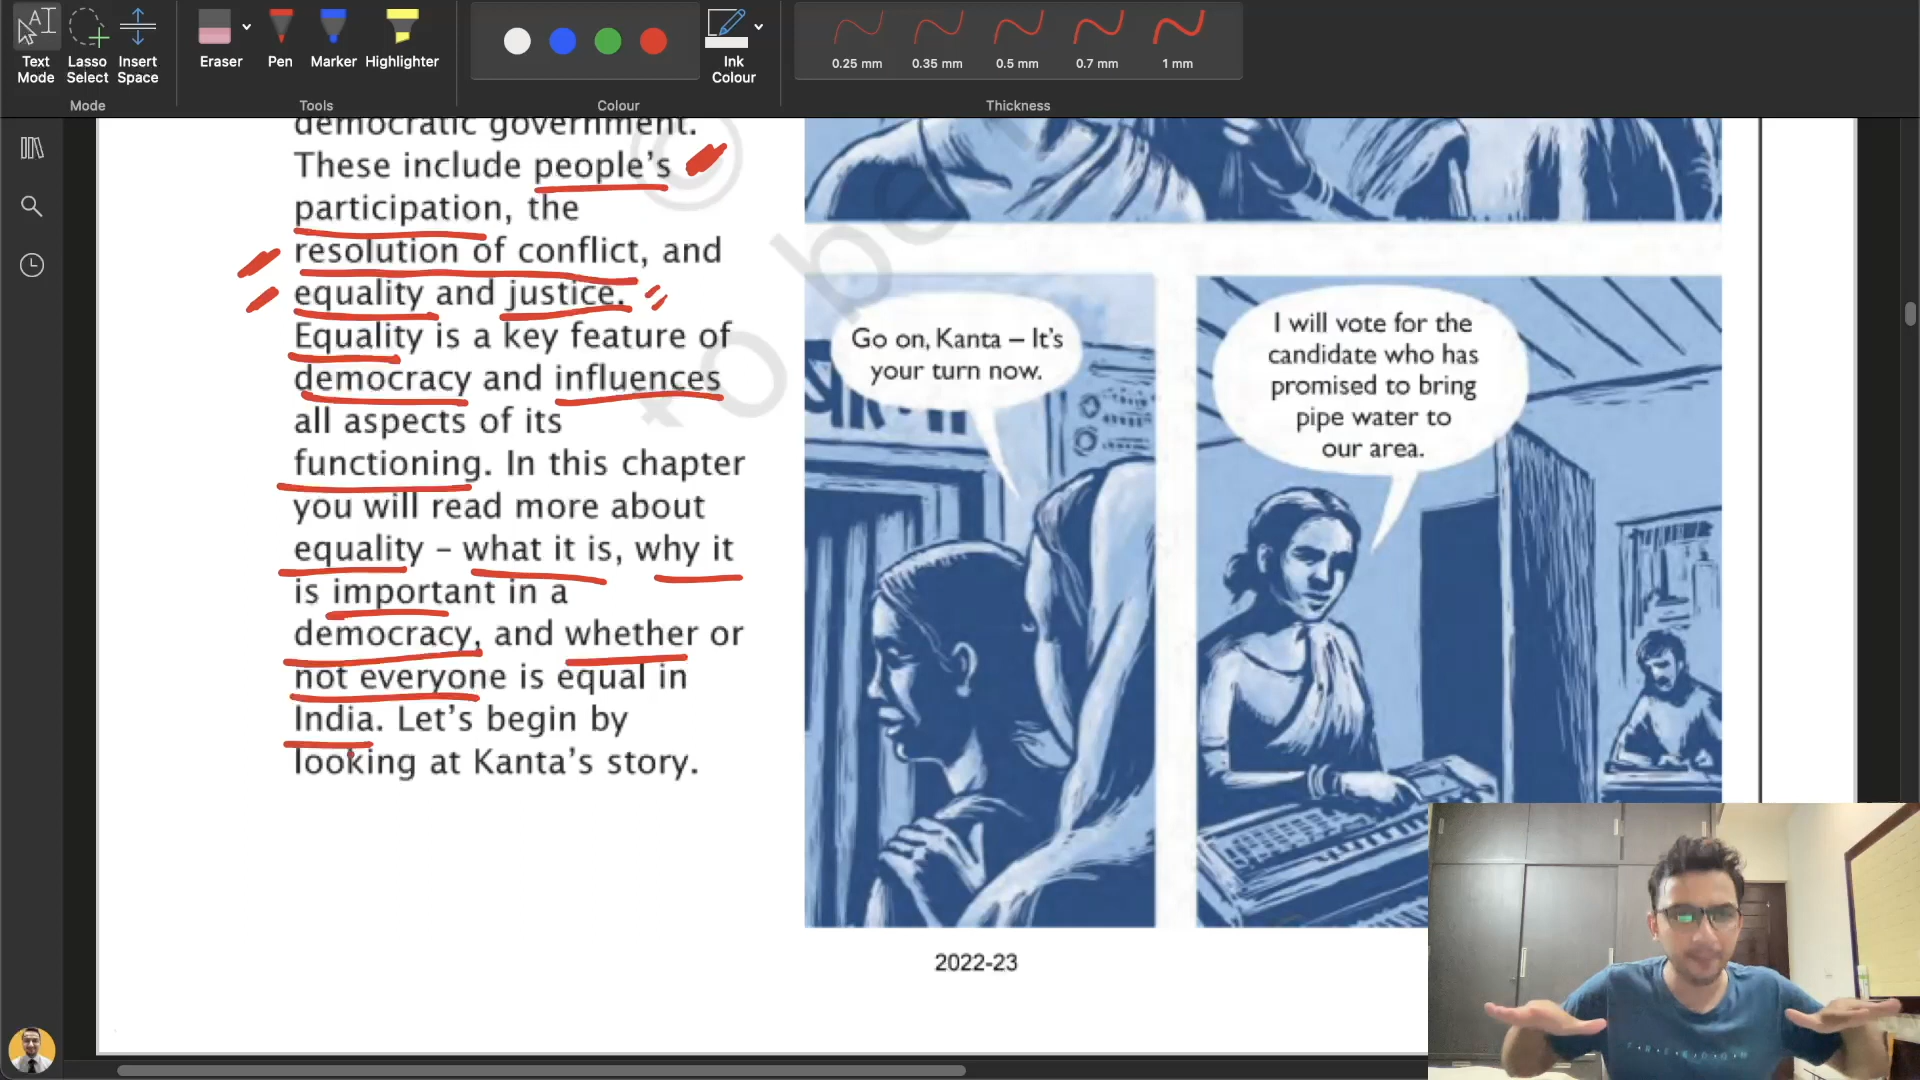 Text
Mode
Lasso
Select
Insert
Space
Mode
Eraser
Pen
Marker
Highlighter
Tools
Colour
Ink
Colour
0.25 mm
0.35 mm
0.5 mm
0.7 mm
1 mm
Thickness
democratic government.
These include people's
participation, the
resolution of conflict, and
equality and justice.
Equality is a key feature of
democracy and influences
all aspects of its
functioning. In this chapter
you will read more about
equality – what it is, why it
is important in a
democracy, and whether or
not everyone is equal in
India. Let's begin by
looking at Kanta's story.
© to be
Go on, Kanta – It's
your turn now.
I will vote for the
candidate who has
promised to bring
pipe water to
our area.
2022-23